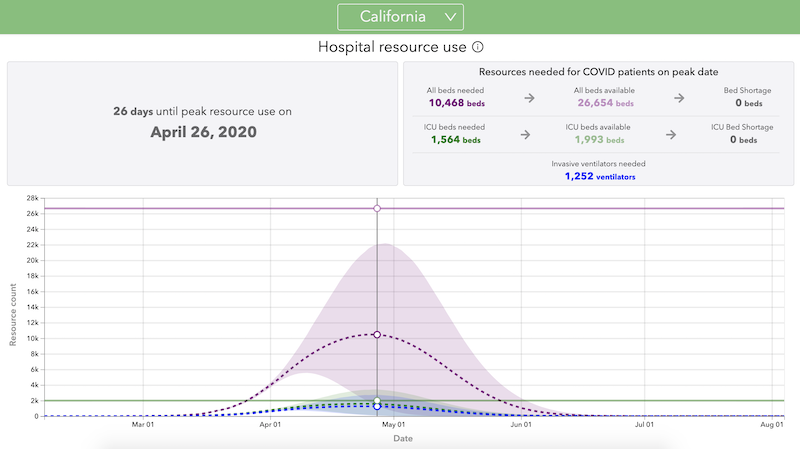 California
Hospital resource use
26 days until peak resource use on
April 26, 2020
Resources needed for COVID patients on peak date
All beds needed
10,468 beds
All beds available
26,654 beds
Bed Shortage
0 beds
ICU beds needed
1,564 beds
ICU beds available
1,993 beds
ICU Bed Shortage
0 beds
Invasive ventilators needed
1,252 ventilators
Resource count
28k
26k
24k
22k
20k
18k
16k
14k
12k
10k
8k
6k
4k
2k
0
Mar 01
Apr 01
May 01
Jun 01
Jul 01
Aug 01
Date